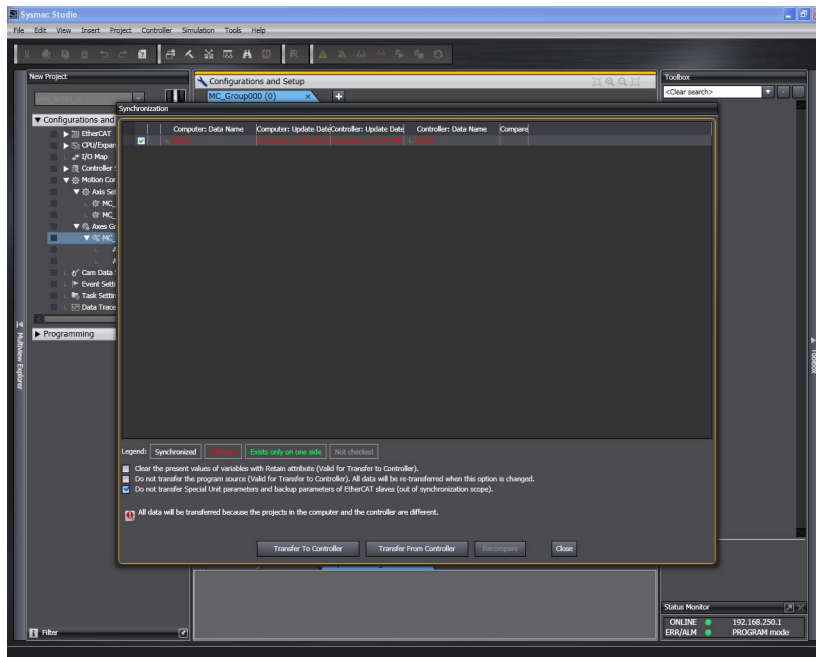 Sysmac Studio
File Edit View Insert Project Controller Simulation Tools Help
New Project
Configurations and Setup
MC_Group000 (0)
Toolbox
<Clear search>
Synchronization
Configurations and
EtherCAT
CPU/Expan
I/O Map
Controller S
Motion Cor
Axis Set
MC_
MC_
Axes Gr
MC_
A
A
Cam Data
Event Setti
Task Settin
Data Trace
Programming
Computer: Data Name Computer: Update Date Controller: Update Date Controller: Data Name Compare
Multiview Explorer
Toolbox
Legend: Synchronized Exists only on one side Not checked
Clear the present values of variables with Retain attribute (Valid for Transfer to Controller).
Do not transfer the program source (Valid for Transfer to Controller). All data will be re-transferred when this option is changed.
Do not transfer Special Unit parameters and backup parameters of EtherCAT slaves (out of synchronization scope).
All data will be transferred because the projects in the computer and the controller are different.
Transfer To Controller Transfer From Controller Recompare Close
Filter
Status Monitor
ONLINE 192.168.250.1
ERR/ALM PROGRAM mode